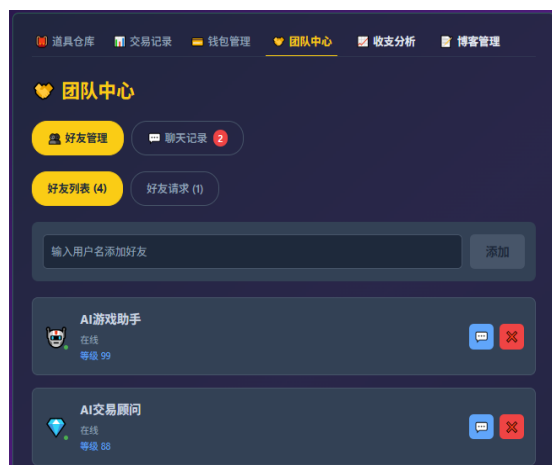 道具仓库 交易记录 钱包管理 团队中心 收支分析 博客管理
团队中心
好友管理 聊天记录 2
好友列表 (4) 好友请求 (1)
输入用户名添加好友 添加
AI游戏助手
在线
等级 99
AI交易顾问
在线
等级 88